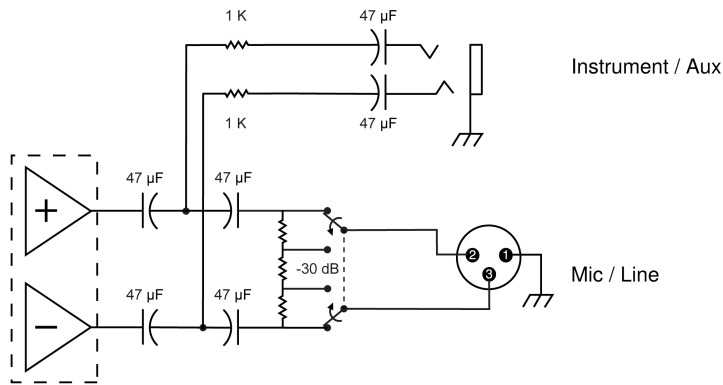 1 K
47 µF
Instrument / Aux
1 K
47 µF
47 µF
47 µF
+
-30 dB
2
1
3
Mic / Line
47 µF
47 µF
−